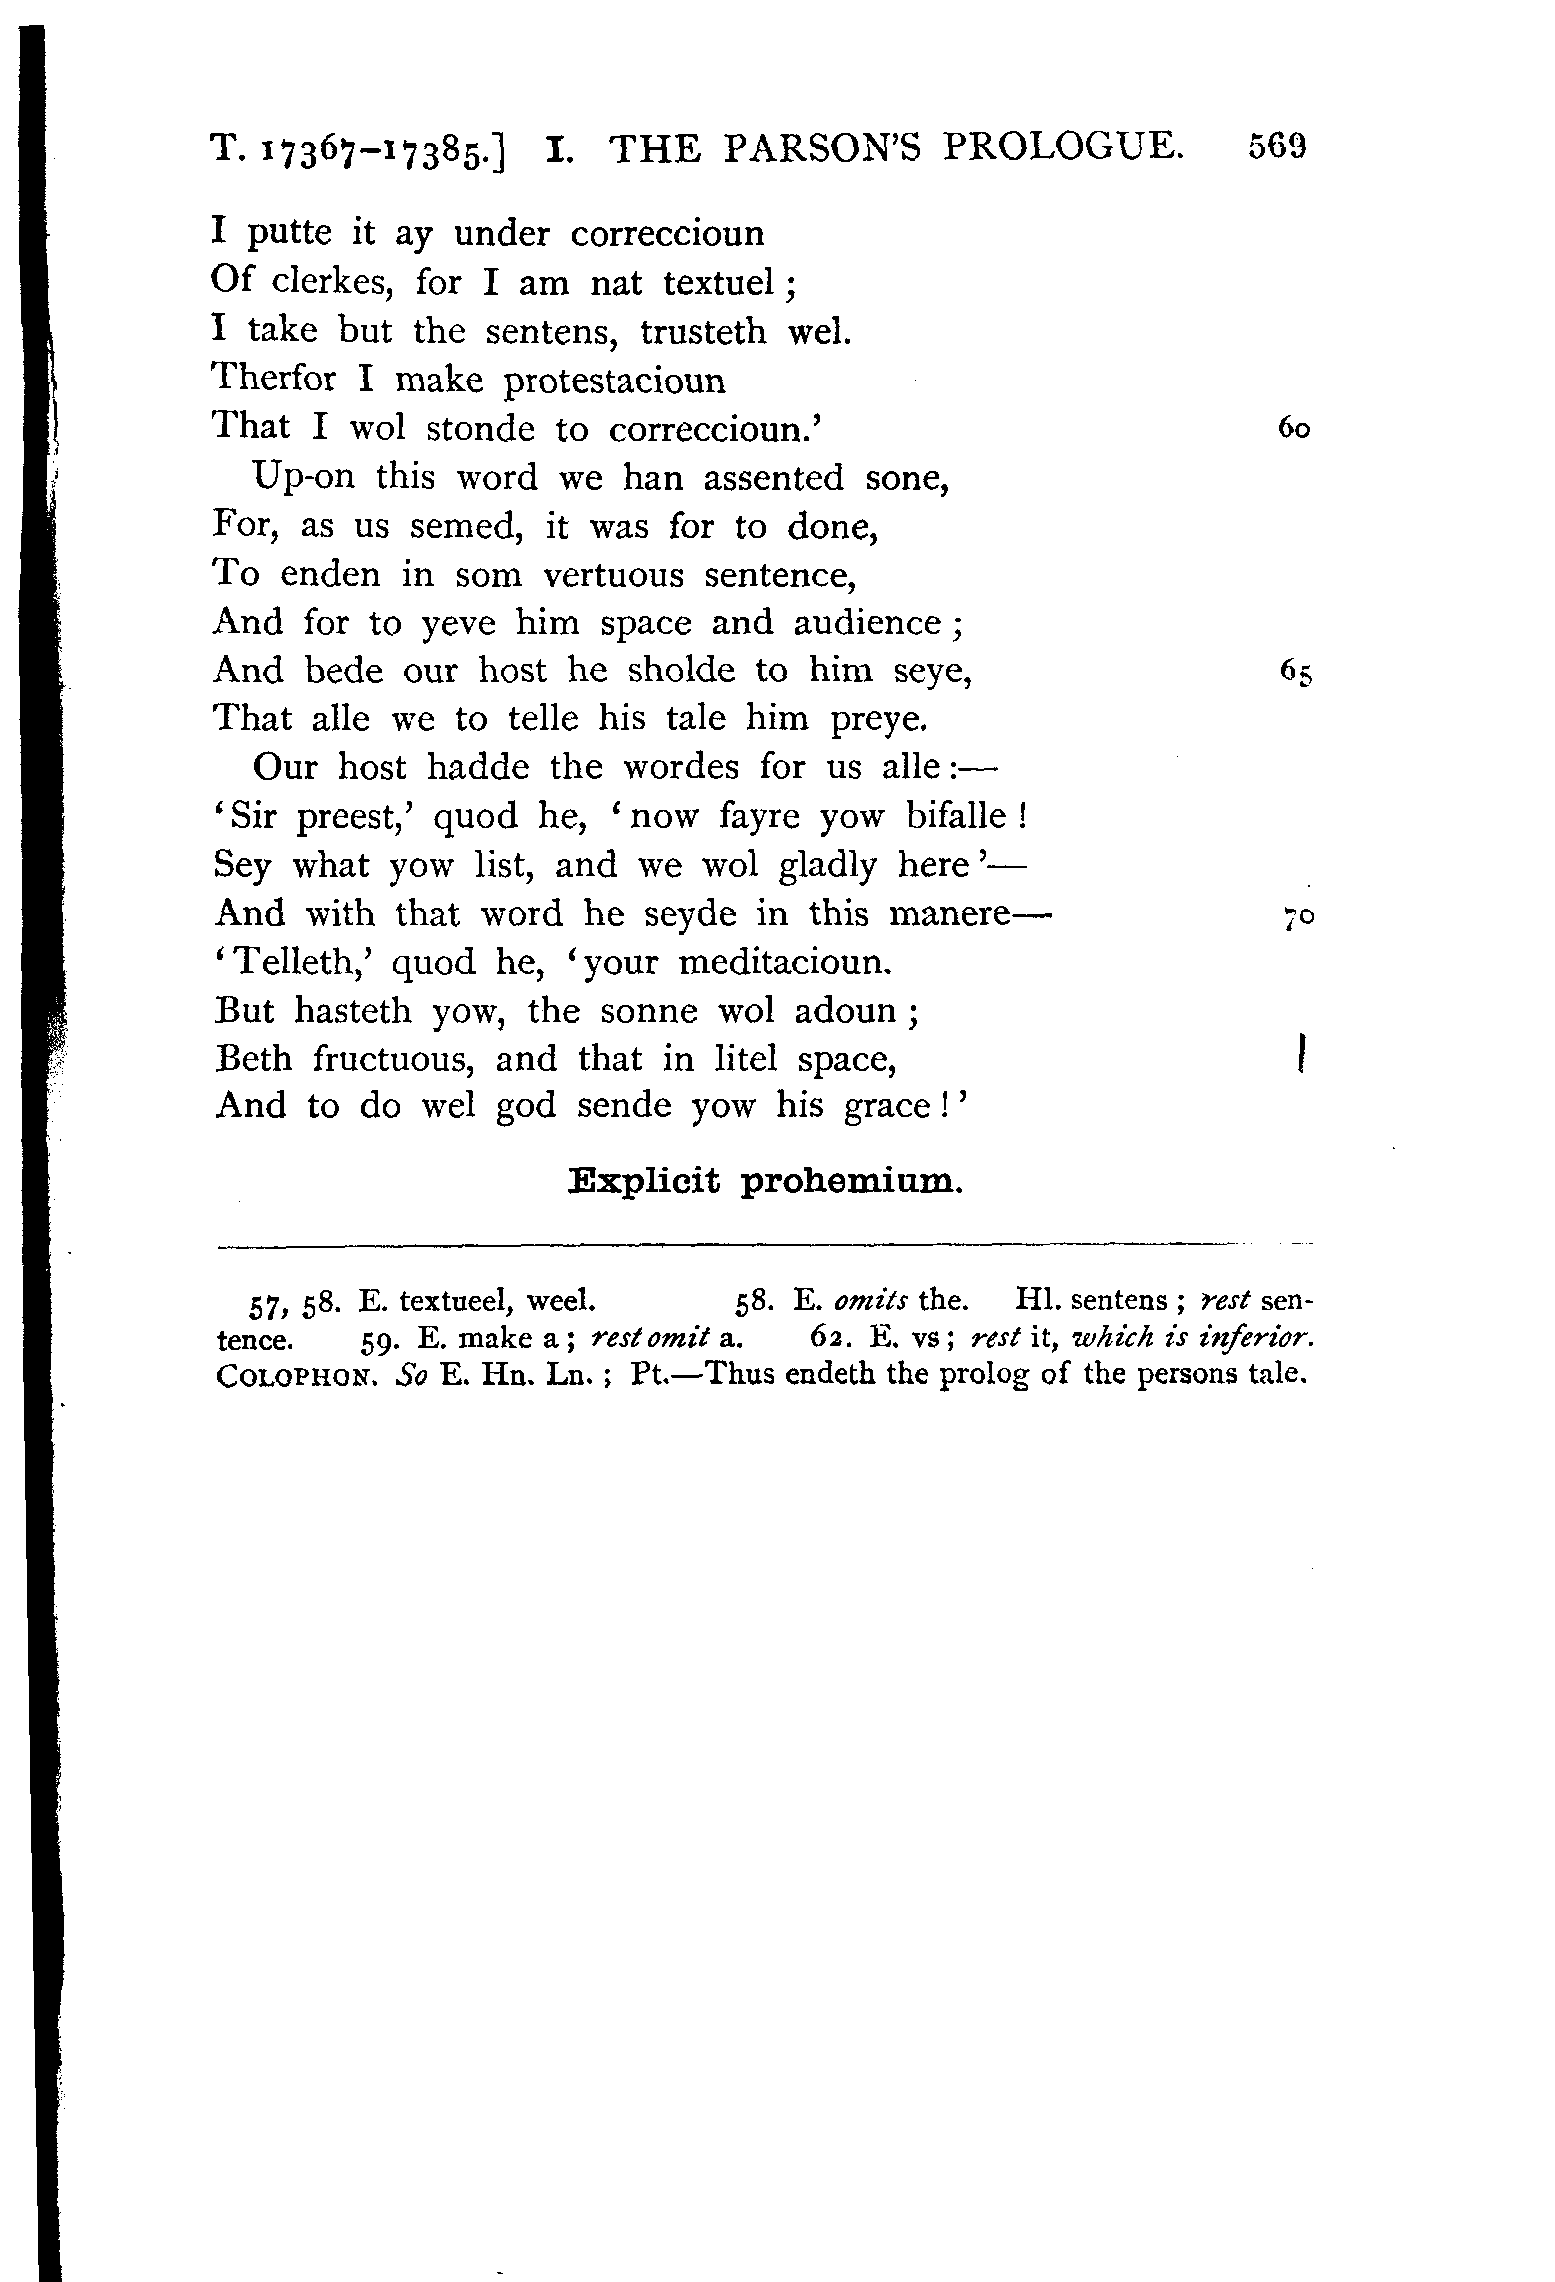 T. 17367-17385.] I. THE PARSON'S PROLOGUE. 569
I putte it ay under correccioun
Of clerkes, for I am nat textuel ;
I take but the sentens, trusteth wel.
Therfor I make protestacioun
That I wol stonde to correccioun.' 60
Up-on this word we han assented sone,
For, as us semed, it was for to done,
To enden in som vertuous sentence,
And for to yeve him space and audience ;
And bede our host he sholde to him seye, 65
That alle we to telle his tale him preye.
Our host hadde the wordes for us alle :—
'Sir preest,' quod he, 'now fayre yow bifalle !
Sey what yow list, and we wol gladly here'—
And with that word he seyde in this manere— 70
'Telleth,' quod he, 'your meditacioun.
But hasteth yow, the sonne wol adoun ;
Beth fructuous, and that in litel space,
And to do wel god sende yow his grace !'
Explicit prohemium.
57, 58. E. textueel, weel. 58. E. omits the. Hl. sentens ; rest sen-
tence. 59. E. make a ; rest omit a. 62. E. vs ; rest it, which is inferior.
COLOPHON. So E. Hn. Ln. ; Pt.—Thus endeth the prolog of the persons tale.